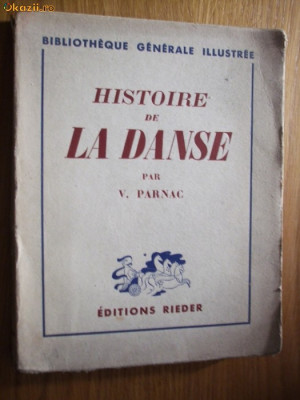 Okazii.ro
BIBLIOTHÈQUE GÉNÉRALE ILLUSTRÉE
HISTOIRE
DE
LA DANSE
PAR
V. PARNAC
ÉDITIONS RIEDER